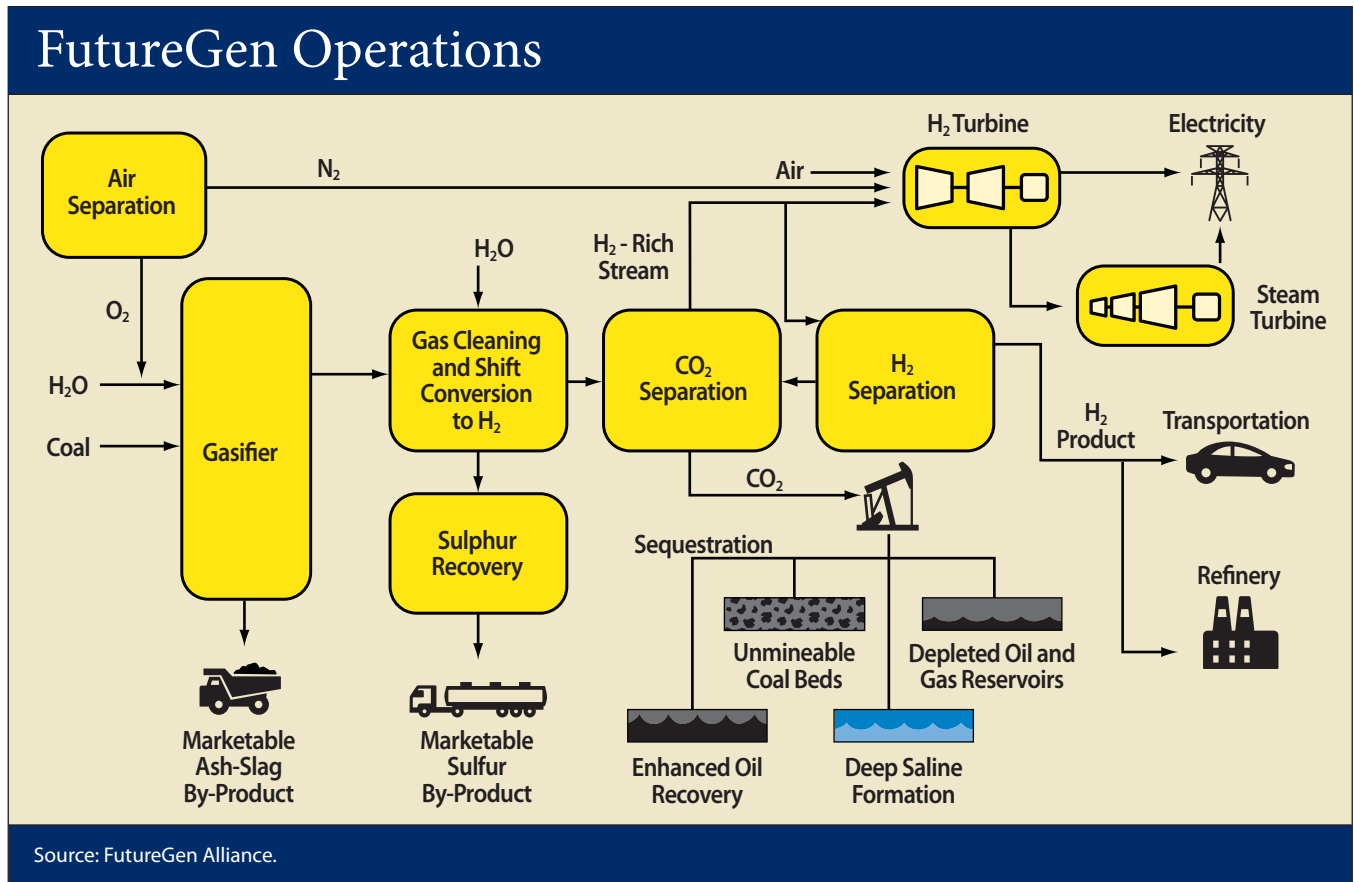 FutureGen Operations
Air
Separation
N₂
Air
H₂ Turbine
Electricity
O₂
H₂O
H₂ - Rich
Stream
Steam
Turbine
H₂O
Coal
Gasifier
Gas Cleaning
and Shift
Conversion
to H₂
CO₂
Separation
H₂
Separation
H₂
Product
Transportation
CO₂
Sulphur
Recovery
Sequestration
Refinery
Unmineable
Coal Beds
Depleted Oil and
Gas Reservoirs
Marketable
Ash-Slag
By-Product
Marketable
Sulfur
By-Product
Enhanced Oil
Recovery
Deep Saline
Formation
Source: FutureGen Alliance.